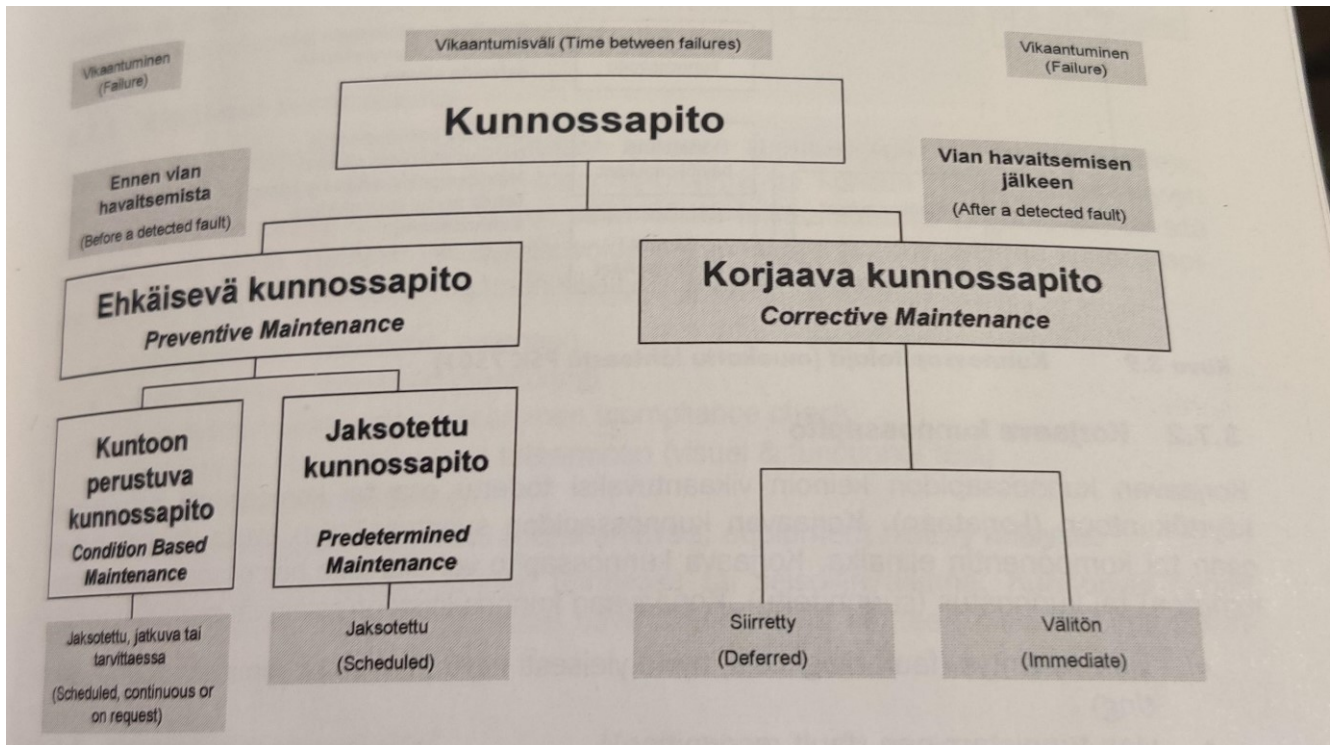 Vikaantuminen
(Failure)
Vikaantumisväli (Time between failures)
Vikaantuminen
(Failure)
Kunnossapito
Ennen vian
havaitsemista
(Before a detected fault)
Vian havaitsemisen
jälkeen
(After a detected fault)
Ehkäisevä kunnossapito
Preventive Maintenance
Korjaava kunnossapito
Corrective Maintenance
Kuntoon
perustuva
kunnossapito
Condition Based
Maintenance
Jaksotettu
kunnossapito
Predetermined
Maintenance
Jaksotettu, jatkuva tai
tarvittaessa
(Scheduled, continuous or
on request)
Jaksotettu
(Scheduled)
Siirretty
(Deferred)
Välitön
(Immediate)